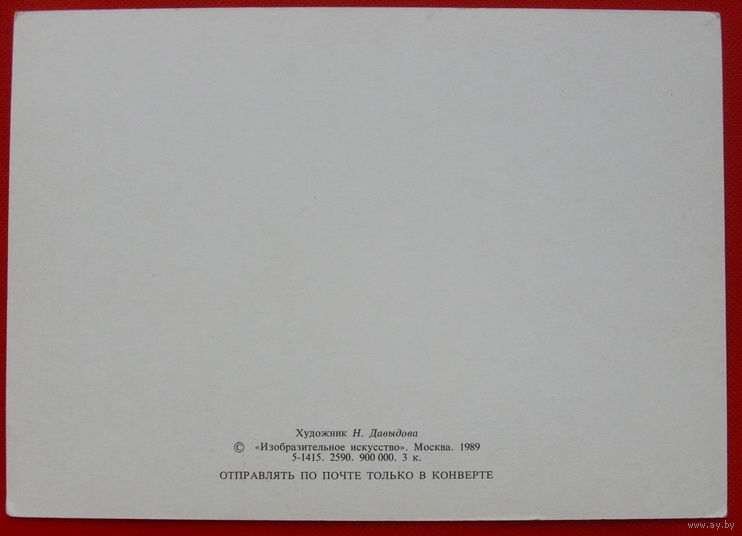 Художник Н. Давыдова
© «Изобразительное искусство». Москва. 1989
5-1415. 2590. 900 000. 3 к.
ОТПРАВЛЯТЬ ПО ПОЧТЕ ТОЛЬКО В КОНВЕРТЕ
www.ay.by